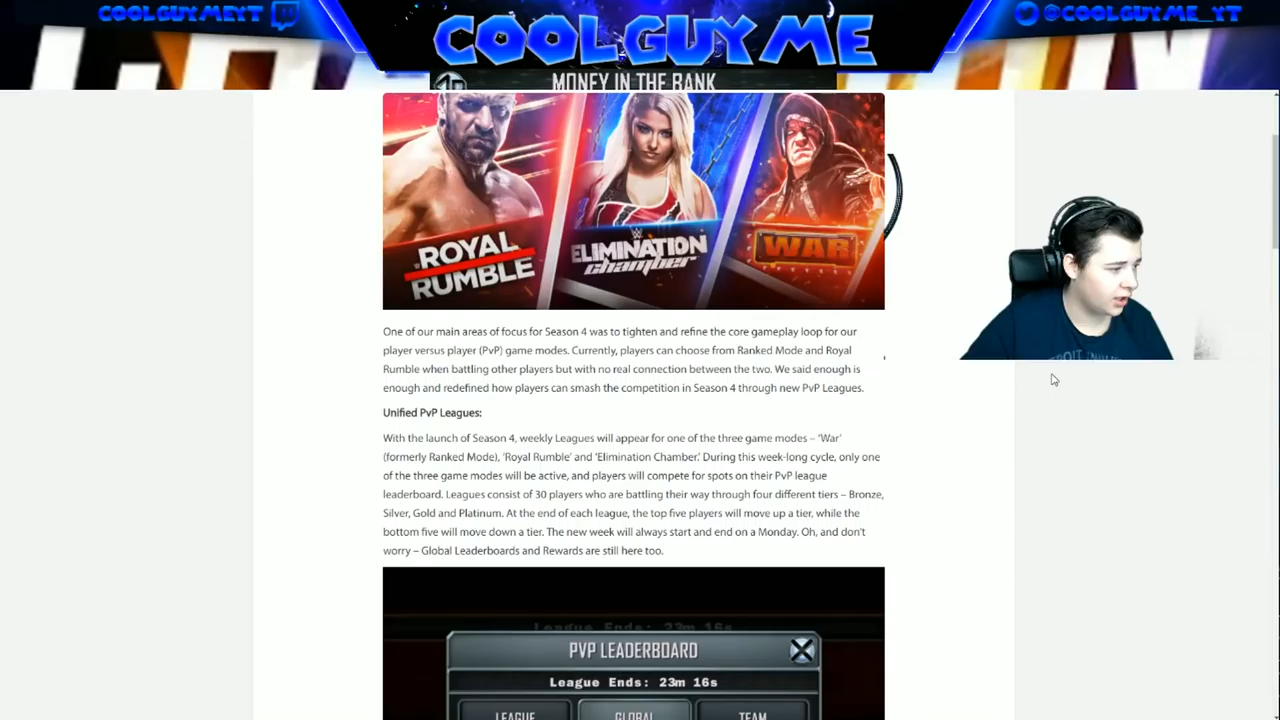 COOLGUYMEYT
COOLGUYME
@COOLGUYME_YT
MONEY IN THE BANK
ROYAL
RUMBLE
ELIMINATION
chamber
WAR
One of our main areas of focus for Season 4 was to tighten and refine the core gameplay loop for our
player versus player (PvP) game modes. Currently, players can choose from Ranked Mode and Royal
Rumble when battling other players but with no real connection between the two. We said enough is
enough and redefined how players can smash the competition in Season 4 through new PvP Leagues.
Unified PvP Leagues:
With the launch of Season 4, weekly Leagues will appear for one of the three game modes – ‘War’
(formerly Ranked Mode), ‘Royal Rumble’ and ‘Elimination Chamber.’ During this week-long cycle, only one
of the three game modes will be active, and players will compete for spots on their PvP league
leaderboard. Leagues consist of 30 players who are battling their way through four different tiers – Bronze,
Silver, Gold and Platinum. At the end of each league, the top five players will move up a tier, while the
bottom five will move down a tier. The new week will always start and end on a Monday. Oh, and don't
worry – Global Leaderboards and Rewards are still here too.
League Ends: 23m 16s
PVP LEADERBOARD
League Ends: 23m 16s
LEAGUE
GLOBAL
TEAM